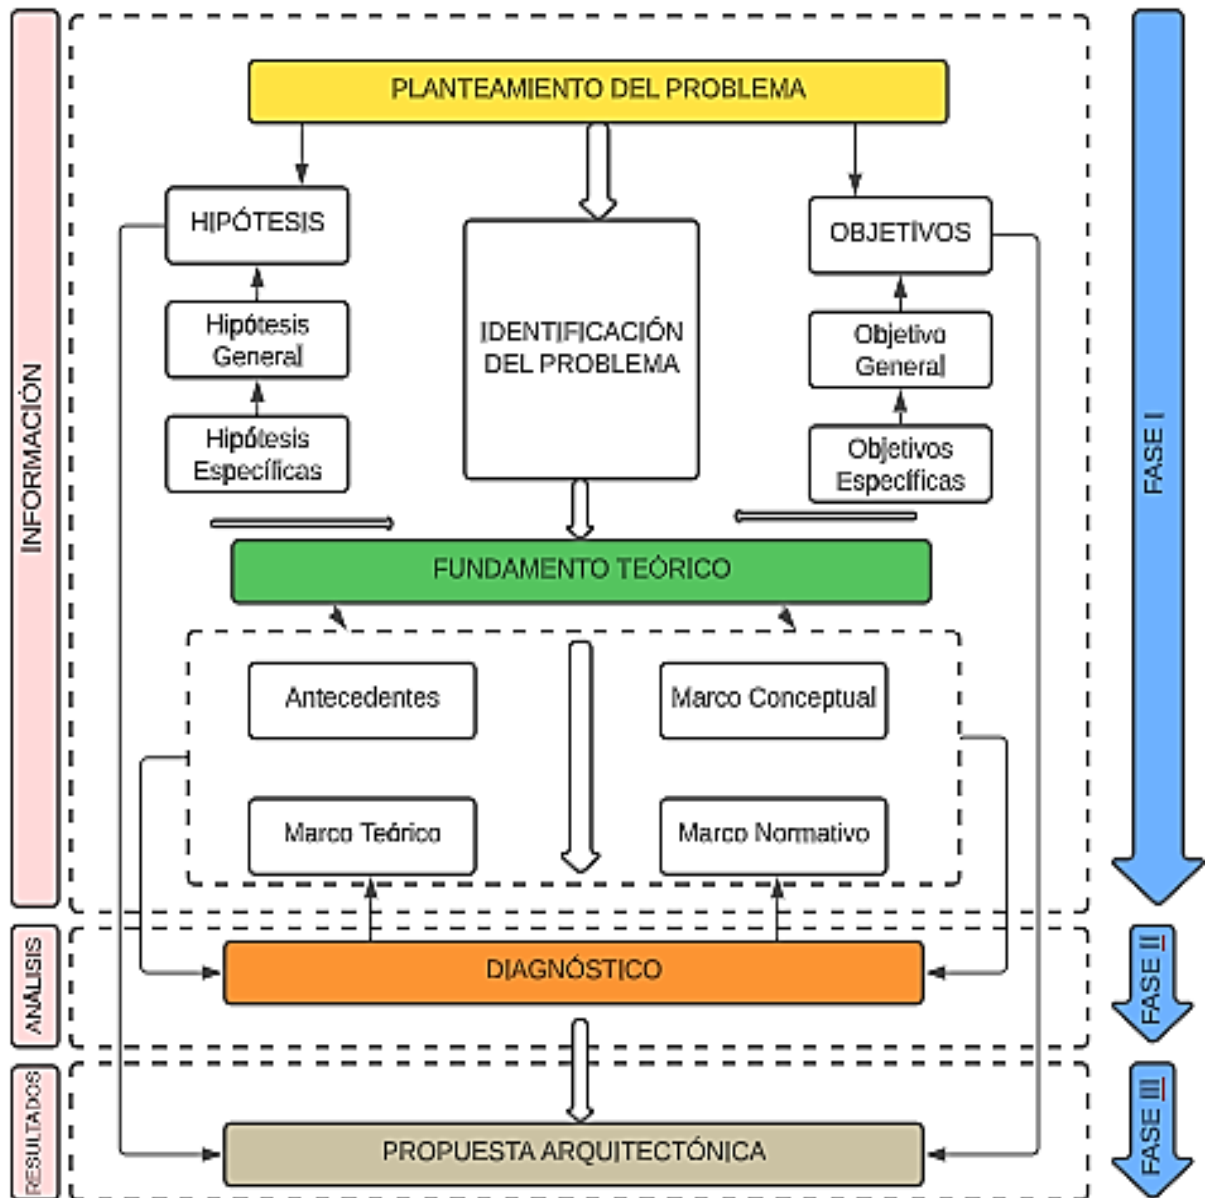 PLANTEAMIENTO DEL PROBLEMA
HIPÓTESIS
Hipótesis
General
Hipótesis
Específicas
IDENTIFICACIÓN
DEL PROBLEMA
OBJETIVOS
Objetivo
General
Objetivos
Específicas
FUNDAMENTO TEÓRICO
Antecedentes
Marco Conceptual
Marco Teórico
Marco Normativo
INFORMACIÓN
FASE I
DIAGNÓSTICO
ANÁLISIS
FASE II
PROPUESTA ARQUITECTÓNICA
RESULTADOS
FASE III